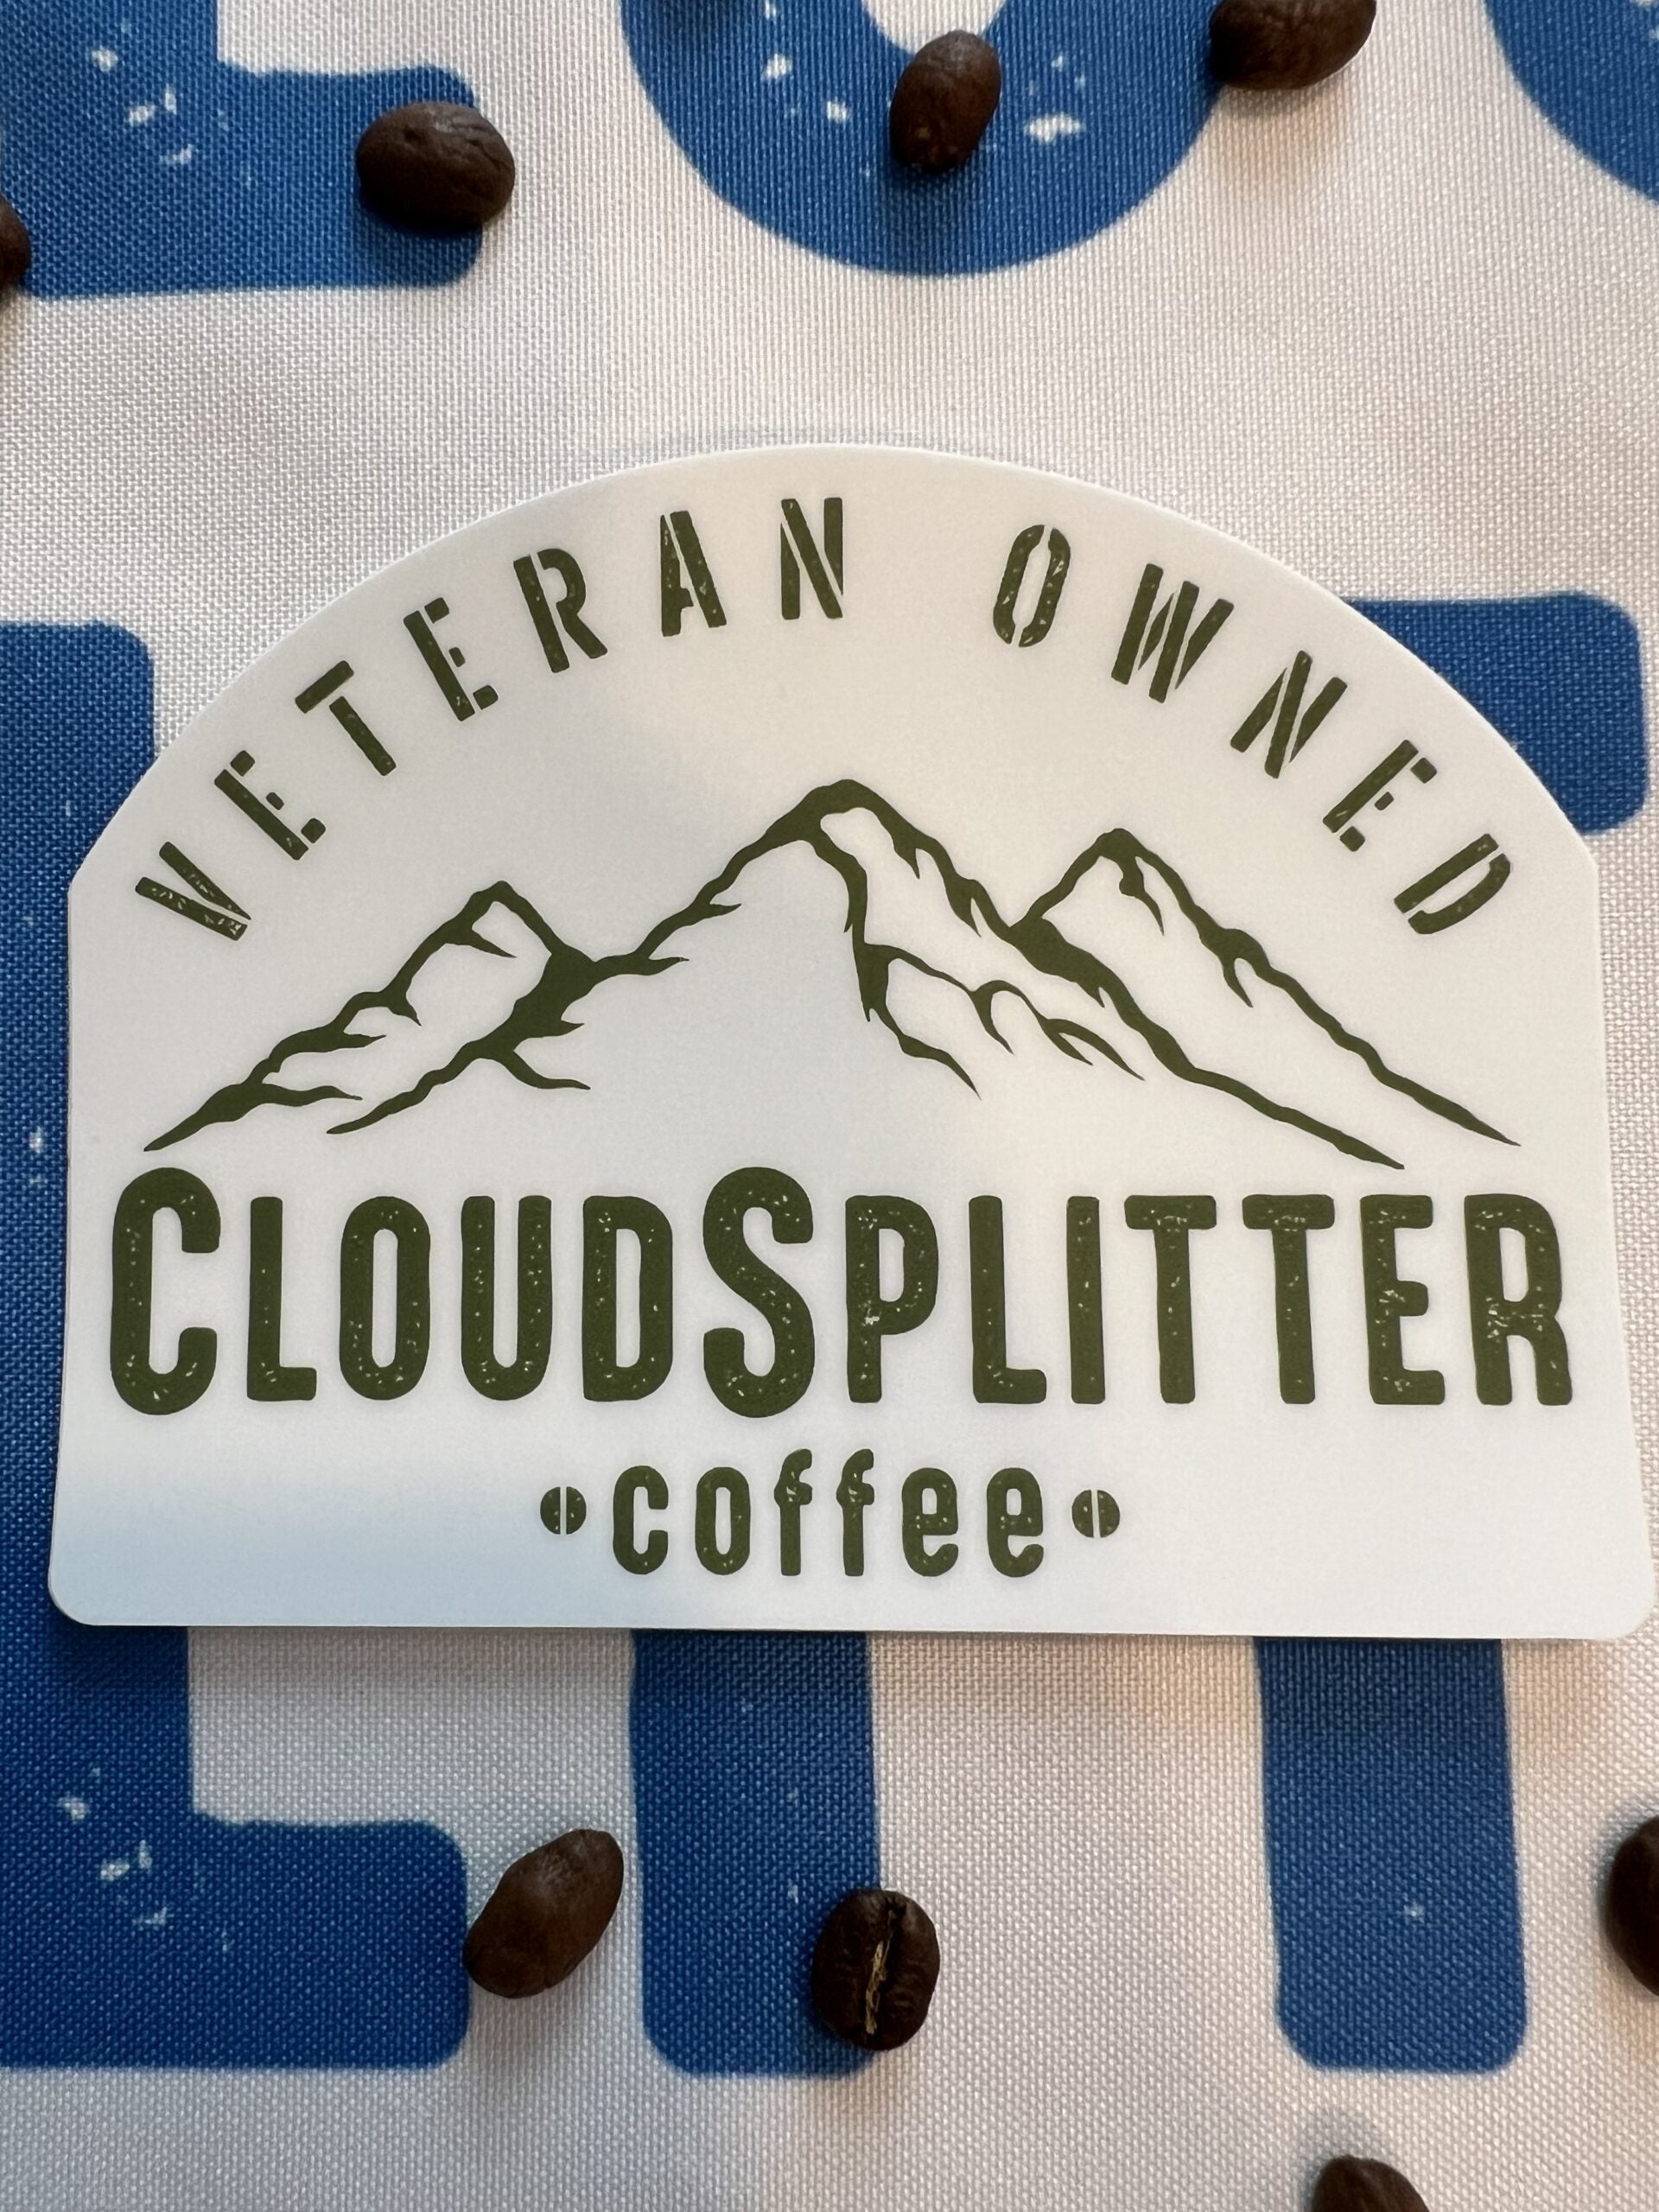 VETERAN OWNED
CLOUDSPLITTER
coffee